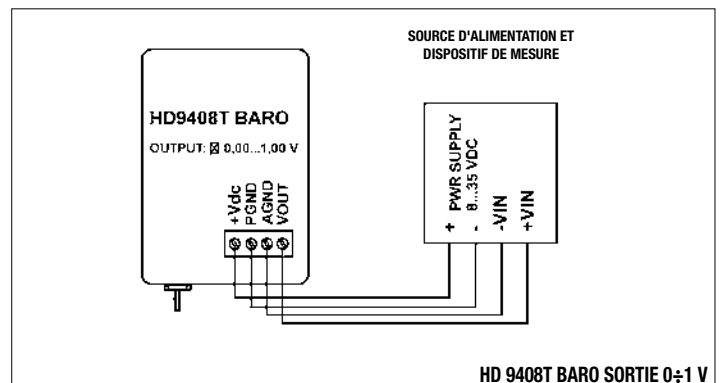 SOURCE D'ALIMENTATION ET
DISPOSITIF DE MESURE
HD9408T BARO
OUTPUT: ☒ 0,00...1,00 V
+Vdc
PGND
AGND
VOUT
+ PWR SUPPLY
- 8...35 VDC
-VIN
+VIN
HD 9408T BARO SORTIE 0÷1 V